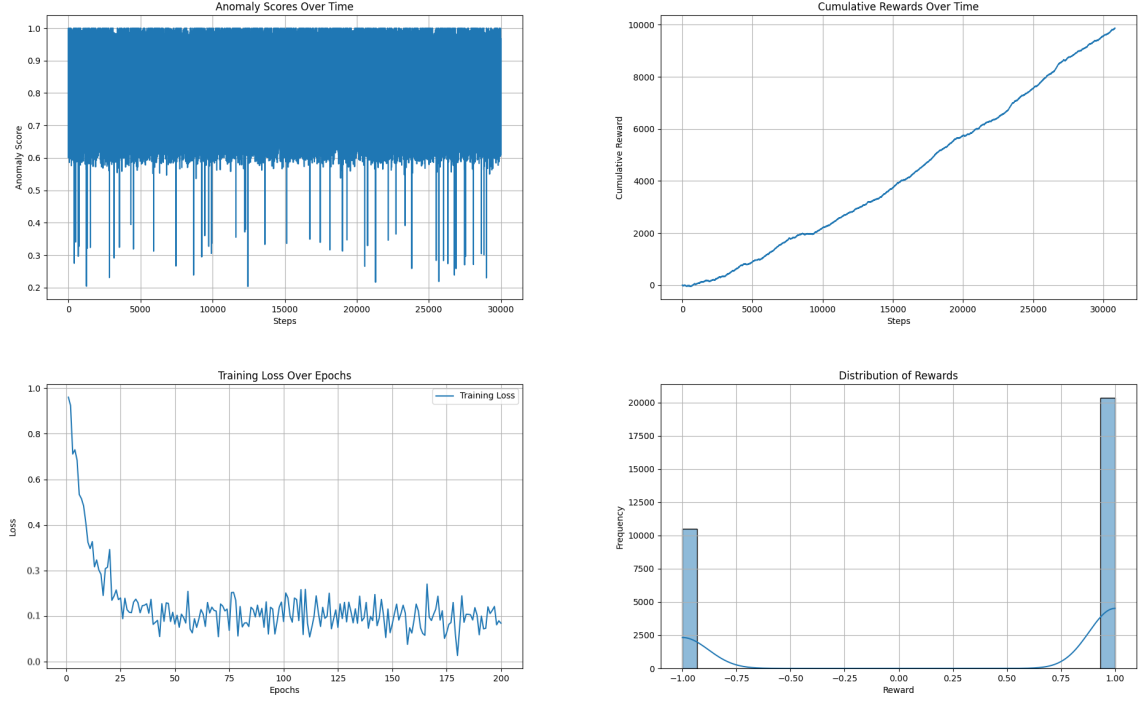 Anomaly Scores Over Time
1.0
0.9
0.8
0.7
0.6
0.5
0.4
0.3
0.2
Anomaly Score
0 5000 10000 15000 20000 25000 30000
Steps
Cumulative Rewards Over Time
10000
8000
6000
4000
2000
0
Cumulative Reward
0 5000 10000 15000 20000 25000 30000
Steps
Training Loss Over Epochs
Training Loss
1.0
0.8
0.6
0.4
0.3
0.1
0.0
Loss
0 25 50 75 100 125 150 175 200
Epochs
Distribution of Rewards
20000
17500
15000
12500
10000
7500
5000
2500
0
Frequency
−1.00 −0.75 −0.50 −0.25 0.00 0.25 0.50 0.75 1.00
Reward